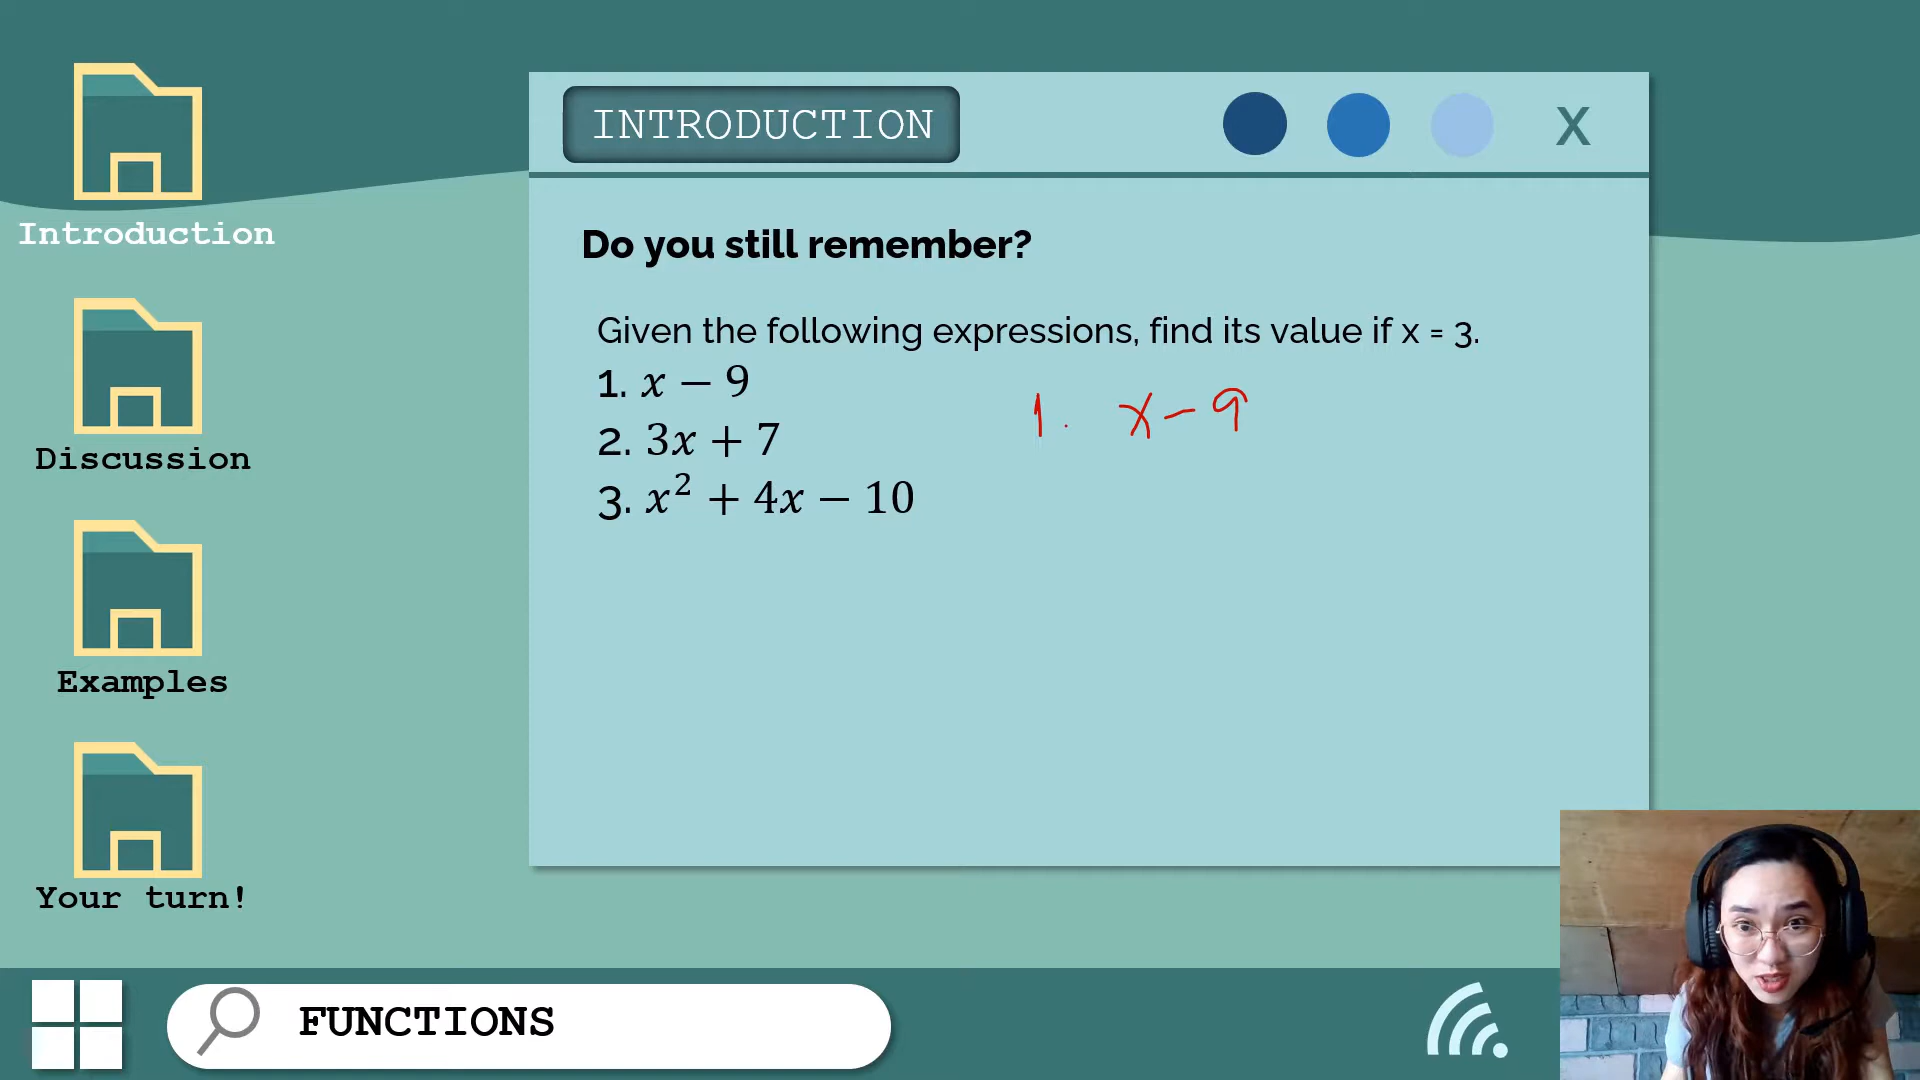 INTRODUCTION
X
Introduction
Do you still remember?
Given the following expressions, find its value if x = 3.
1. x − 9
1. x − 9
2. 3x + 7
3. x² + 4x − 10
Discussion
Examples
Your turn!
FUNCTIONS